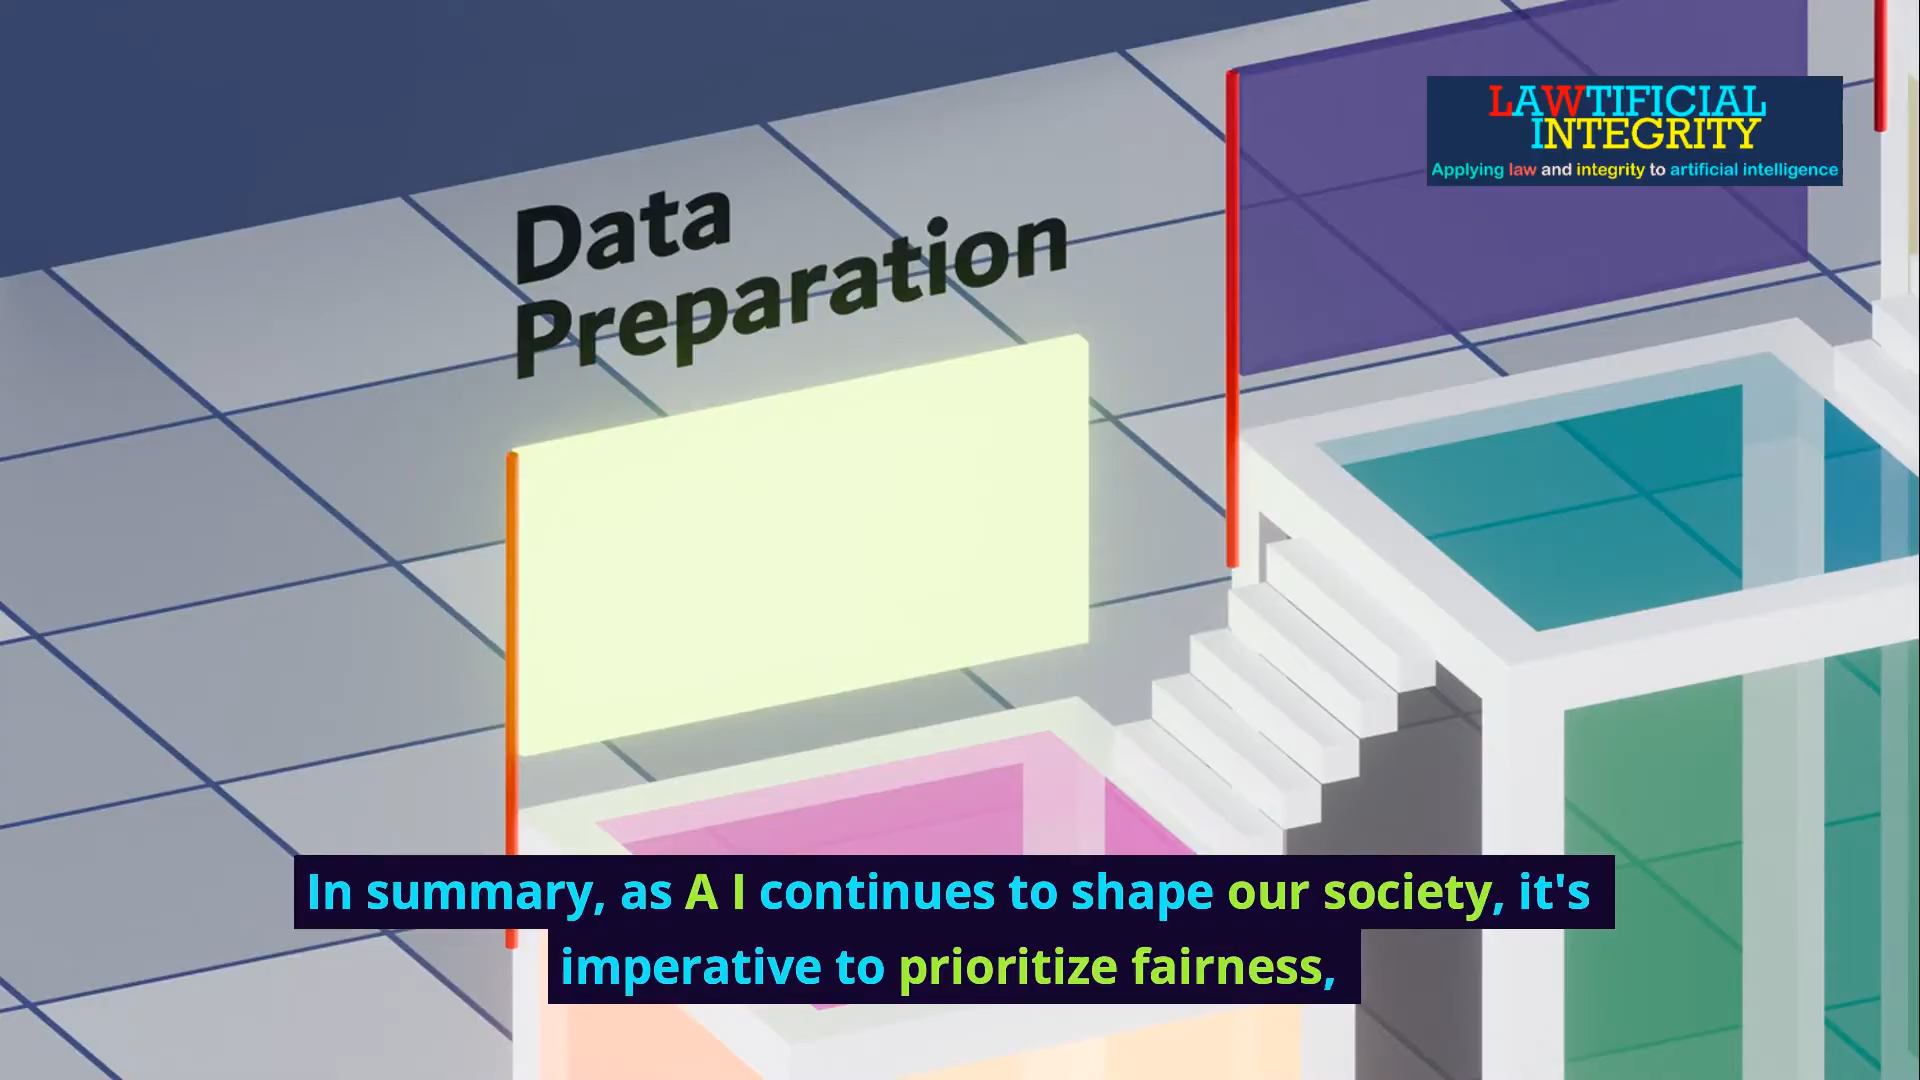 LAWTIFICIAL
INTEGRITY
Applying law and integrity to artificial intelligence
Data
Preparation
In summary, as A I continues to shape our society, it's
imperative to prioritize fairness,